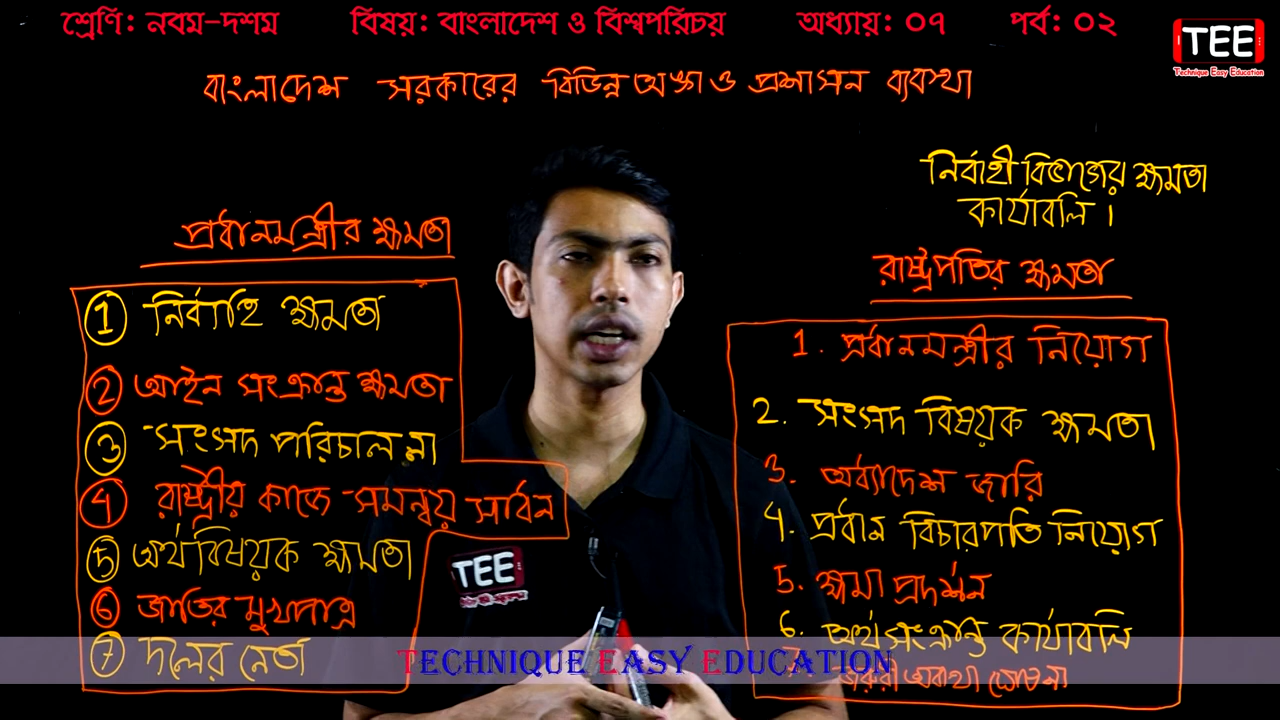 শ্রেণি: নবম-দশম বিষয়: বাংলাদেশ ও বিশ্বপরিচয় অধ্যায়: ০৭ পর্ব: ০২
TEE
Technique Easy Education
বাংলাদেশ সরকারের বিভিন্ন অঙ্গ ও প্রশাসন ব্যবস্থা
নির্বাহী বিভাগের ক্ষমতা
কার্যাবলি।
প্রধানমন্ত্রীর ক্ষমতা
1 নির্বাহি ক্ষমতা
2 আইন সংক্রান্ত ক্ষমতা
3 সংসদ পরিচালনা
4 রাষ্ট্রীয় কাজে সমন্বয় সাধন
5 অর্থবিষয়ক ক্ষমতা
6 জাতির মুখপাত্র
7 দলের নেতা
রাষ্ট্রপতির ক্ষমতা
1. প্রধানমন্ত্রীর নিয়োগ
2. সংসদ বিষয়ক ক্ষমতা
3. অধ্যাদেশ জারি
4. প্রধান বিচারপতি নিয়োগ
5. ক্ষমা প্রদর্শন
6. অর্থসংক্রান্ত কার্যাবলি
জরুরী অবস্থা ঘোষনা
TEE
TECHNIQUE EASY EDUCATION